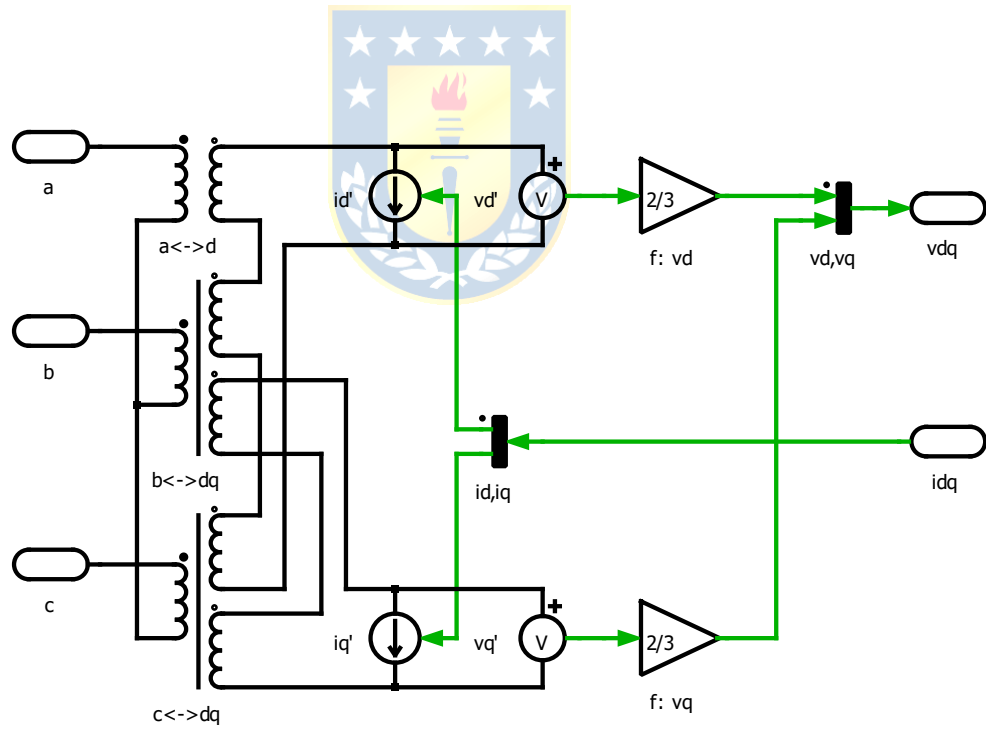 a
a<->d
id'
vd'
V
2/3
f: vd
vd,vq
vdq
b
b<->dq
id,iq
idq
c
c<->dq
iq'
vq'
V
2/3
f: vq